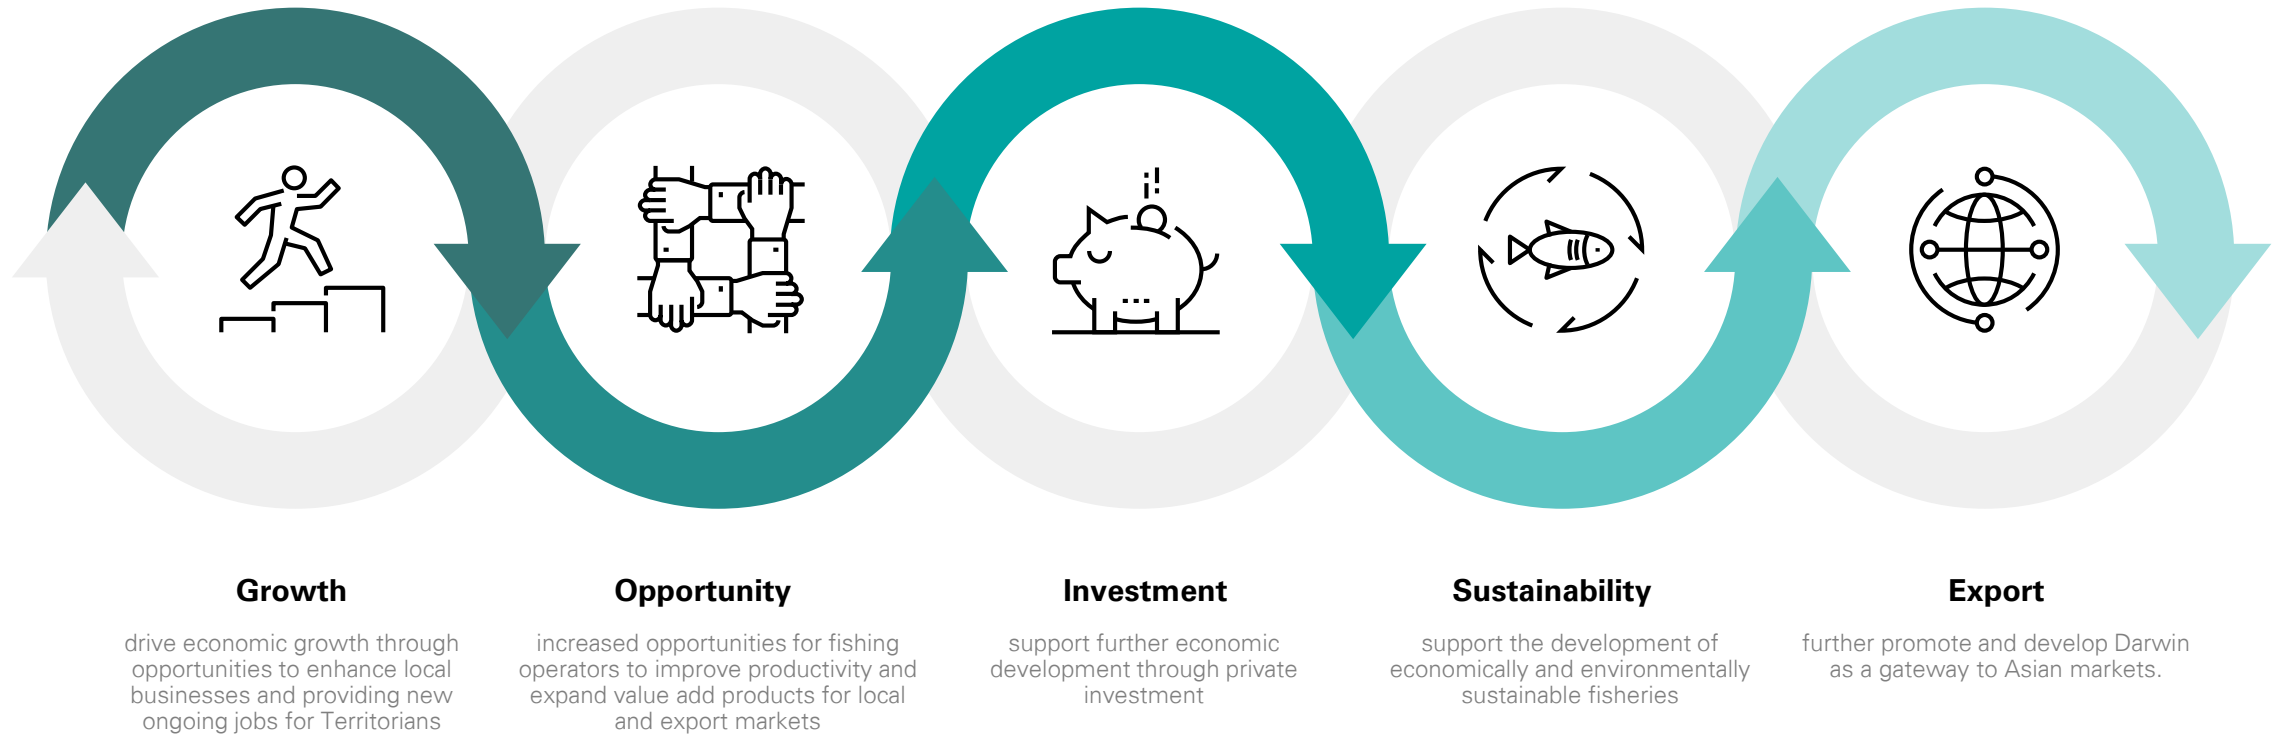 Growth
drive economic growth through
opportunities to enhance local
businesses and providing new
ongoing jobs for Territorians
Opportunity
increased opportunities for fishing
operators to improve productivity and
expand value add products for local
and export markets
Investment
support further economic
development through private
investment
Sustainability
support the development of
economically and environmentally
sustainable fisheries
Export
further promote and develop Darwin
as a gateway to Asian markets.